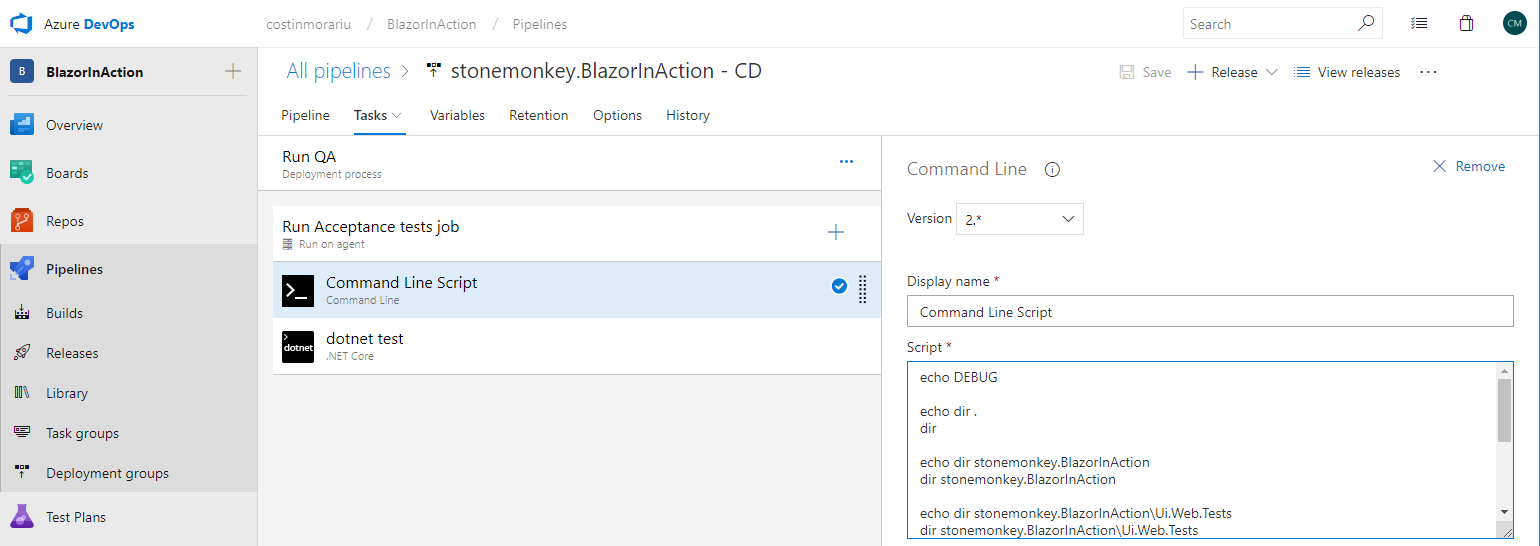 Azure DevOps
costinmorariu / BlazorInAction / Pipelines
Search
CM
B BlazorInAction
Overview
Boards
Repos
Pipelines
Builds
Releases
Library
Task groups
Deployment groups
Test Plans
All pipelines > stonemonkey.BlazorInAction - CD
Save
Release
View releases
...
Pipeline Tasks Variables Retention Options History
Run QA
...
Deployment process
Run Acceptance tests job
Run on agent
Command Line Script
Command Line
dotnet
dotnet test
.NET Core
Command Line
Remove
Version 2.*
Display name *
Command Line Script
Script *
echo DEBUG
echo dir .
dir
echo dir stonemonkey.BlazorInAction
dir stonemonkey.BlazorInAction
echo dir stonemonkey.BlazorInAction\Ui.Web.Tests
dir stonemonkey.BlazorInAction\Ui.Web.Tests